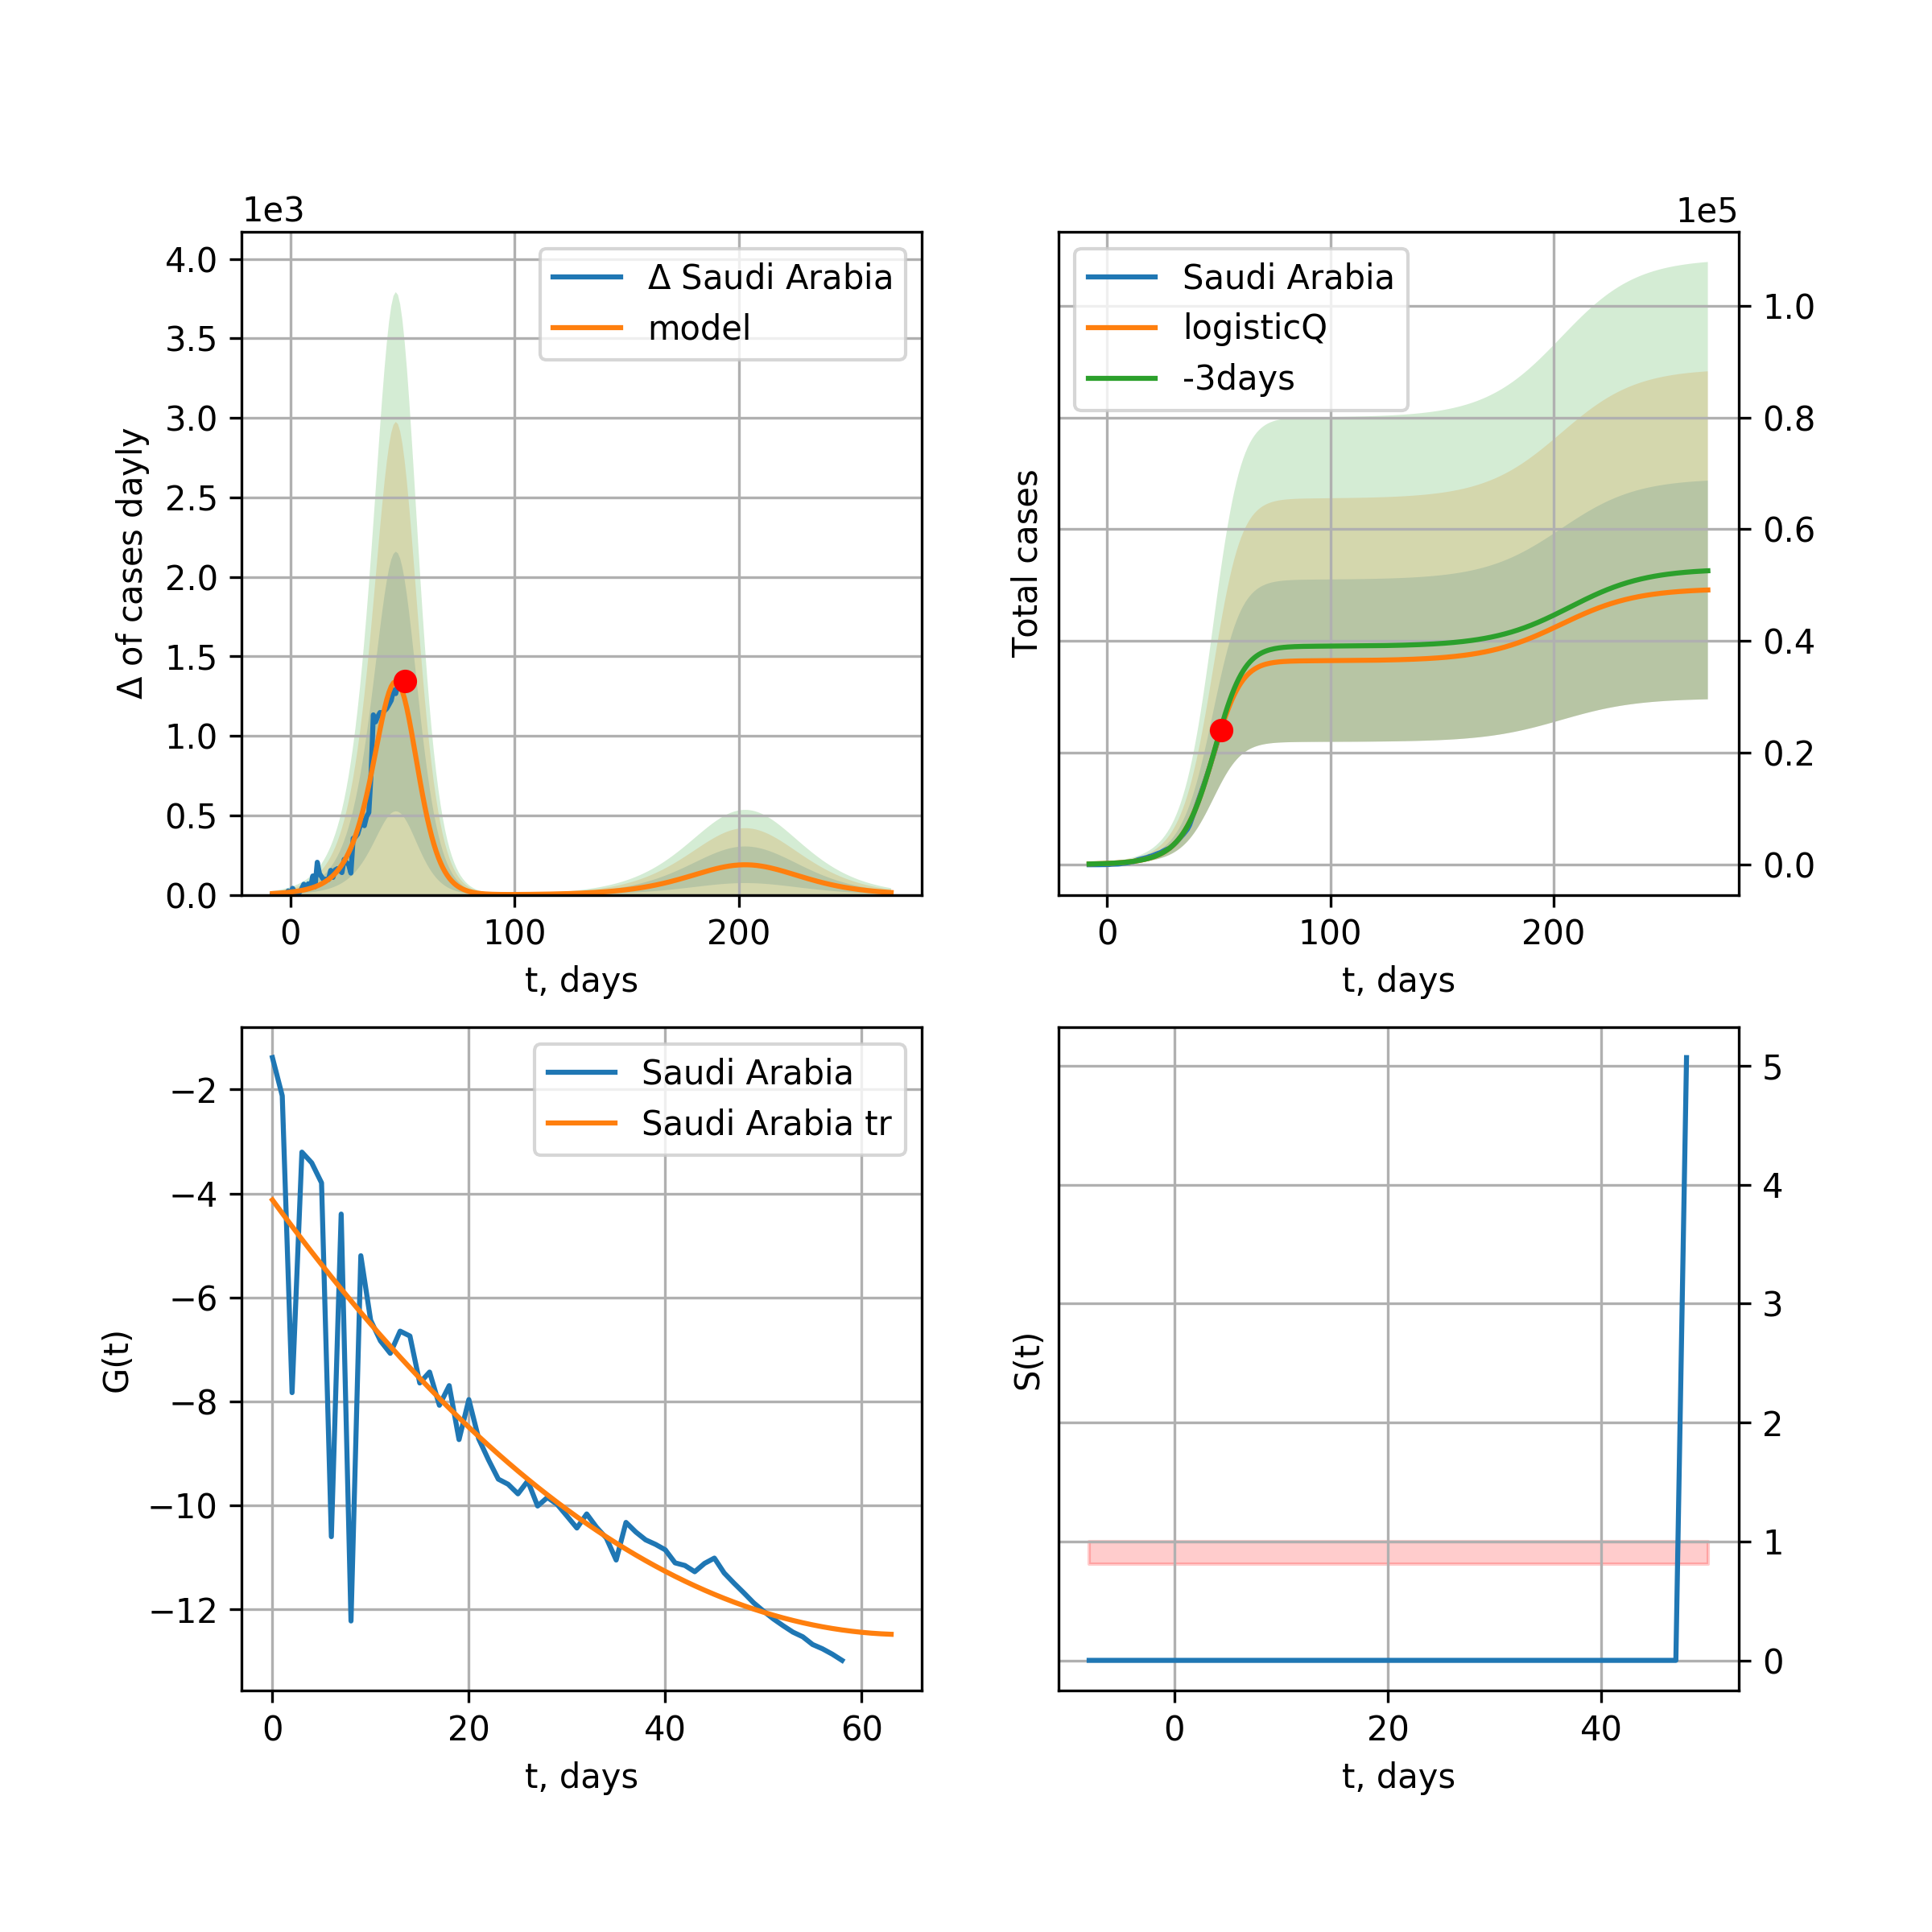 1e3
4.0
3.5
3.0
2.5
2.0
1.5
1.0
0.5
0.0
Δ of cases dayly
Δ Saudi Arabia
model
0 100 200
t, days
1e5
Total cases
Saudi Arabia
logisticQ
-3days
1.0
0.8
0.6
0.4
0.2
0.0
0 100 200
t, days
−2
−4
−6
−8
−10
−12
G(t)
Saudi Arabia
Saudi Arabia tr
0 20 40 60
t, days
S(t)
5
4
3
2
1
0
0 20 40
t, days